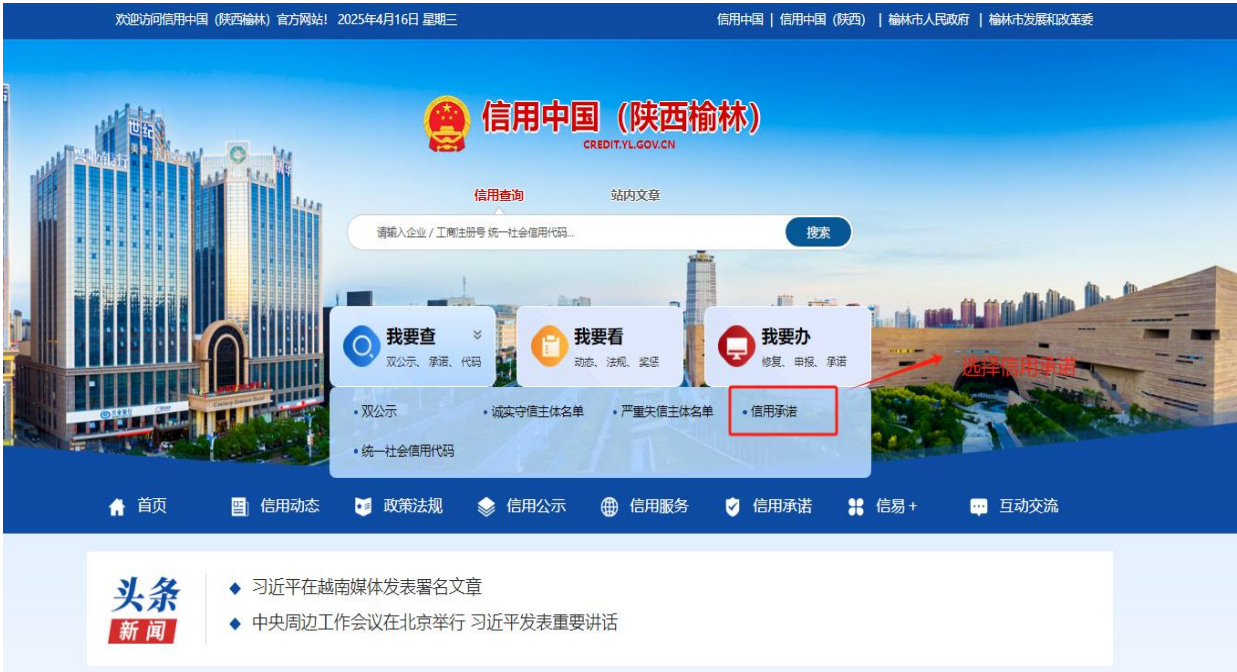 欢迎访问信用中国（陕西榆林）官方网站！ 2025年4月16日 星期三
信用中国 | 信用中国（陕西） | 榆林市人民政府 | 榆林市发展和改革委
信用中国（陕西榆林）
CREDIT.YL.GOV.CN
世纪
兴业银行
信用查询 站内文章
请输入企业 / 工商注册号 统一社会信用代码...
搜索
我要查
双公示、承诺、代码
我要看
动态、法规、奖惩
我要办
修复、申报、承诺
选择信用承诺
•双公示 •诚实守信主体名单 •严重失信主体名单 •信用承诺
•统一社会信用代码
首页 信用动态 政策法规 信用公示 信用服务 信用承诺 信易+ 互动交流
头条
新闻
◆ 习近平在越南媒体发表署名文章
◆ 中央周边工作会议在北京举行 习近平发表重要讲话